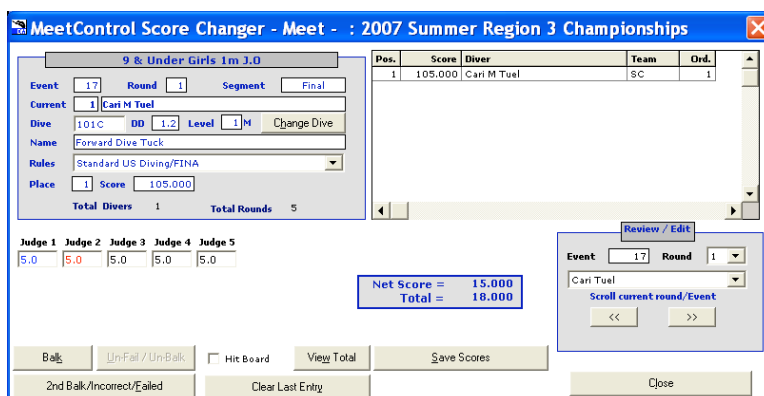 MeetControl Score Changer - Meet - : 2007 Summer Region 3 Championships
9 & Under Girls 1m J.O
Event 17 Round 1 Segment Final
Current 1 Cari M Tuel
Dive 101C DD 1.2 Level 1 M Change Dive
Name Forward Dive Tuck
Rules Standard US Diving/FINA
Place 1 Score 105.000
Total Divers 1 Total Rounds 5
Pos. Score Diver Team Ord.
1 105.000 Cari M Tuel SC 1
Judge 1 Judge 2 Judge 3 Judge 4 Judge 5
5.0 5.0 5.0 5.0 5.0
Net Score = 15.000
Total = 18.000
Review / Edit
Event 17 Round 1
Cari Tuel
Scroll current round/Event
<< >>
Balk Un-Fail / Un-Balk Hit Board View Total Save Scores
2nd Balk/Incorrect/Failed Clear Last Entry Close